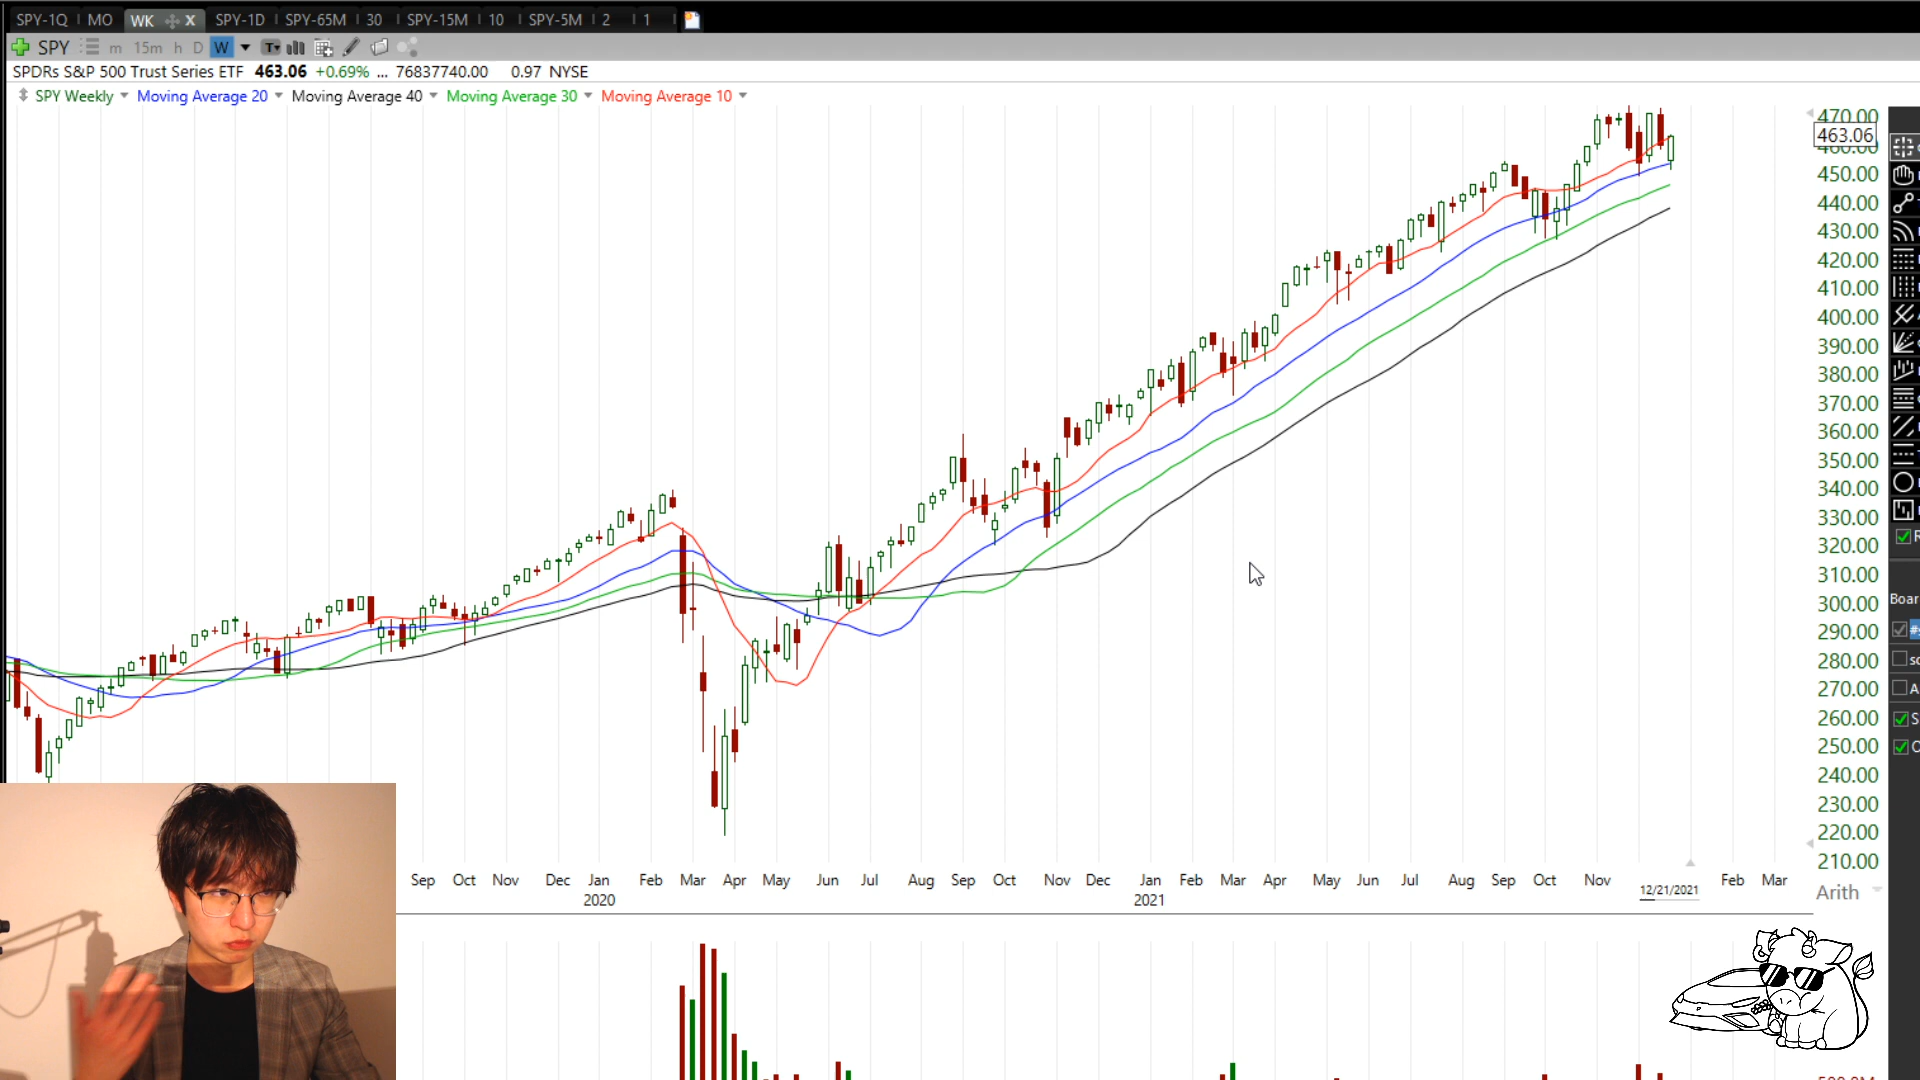 SPY-1Q MO WK X SPY-1D SPY-65M 30 SPY-15M 10 SPY-5M 2 1
SPY m 15m h D W T
SPDRs S&P 500 Trust Series ETF 463.06 +0.69% ... 76837740.00 0.97 NYSE
SPY Weekly Moving Average 20 Moving Average 40 Moving Average 30 Moving Average 10
470.00
463.06
460.00
450.00
440.00
430.00
420.00
410.00
400.00
390.00
380.00
370.00
360.00
350.00
340.00
330.00
320.00
310.00
300.00
290.00
280.00
270.00
260.00
250.00
240.00
230.00
220.00
210.00
Arith
R
Boar
#s
so
A
S
C
Sep Oct Nov Dec Jan Feb Mar Apr May Jun Jul Aug Sep Oct Nov Dec Jan Feb Mar Apr May Jun Jul Aug Sep Oct Nov 12/21/2021 Feb Mar
2020 2021